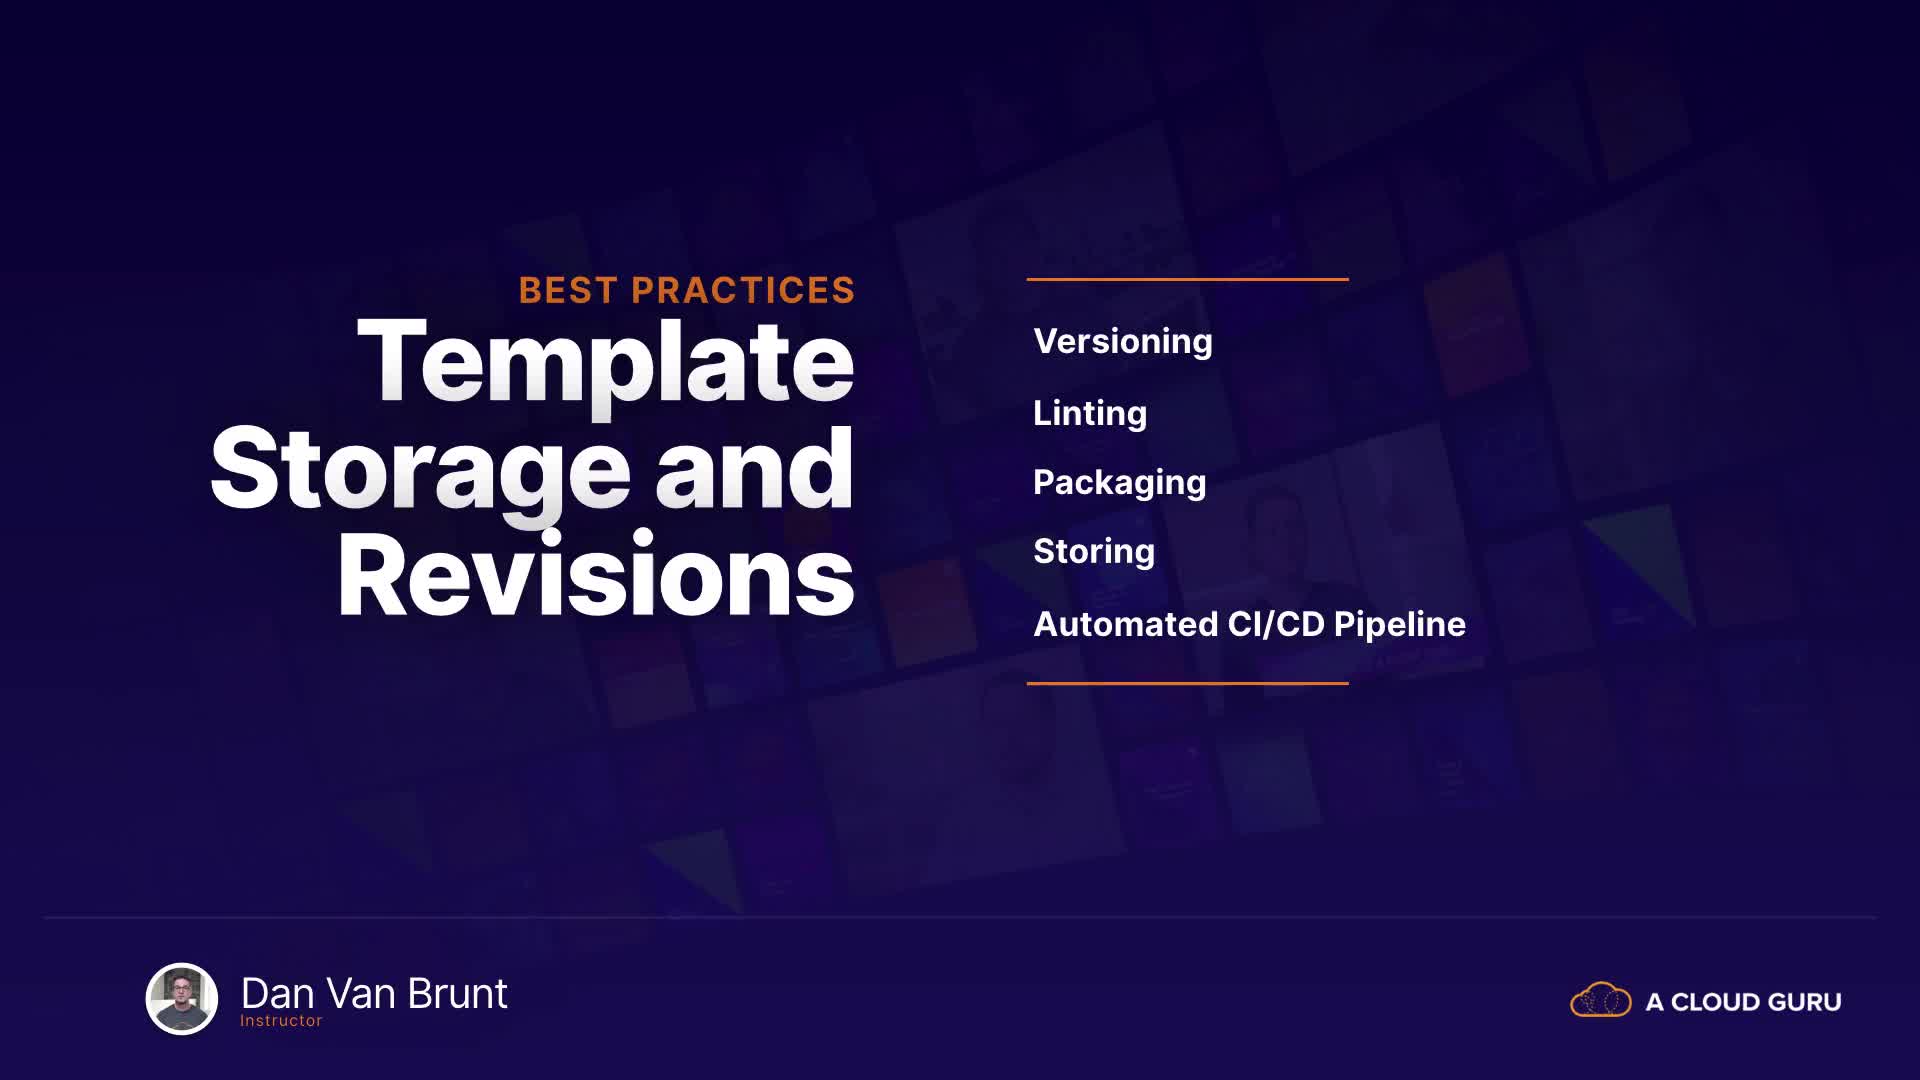 BEST PRACTICES
Template
Storage and
Revisions
Versioning
Linting
Packaging
Storing
Automated CI/CD Pipeline
Dan Van Brunt
Instructor
A CLOUD GURU